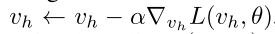 v_h ← v_h − α∇_{v_h} L(v_h, θ).